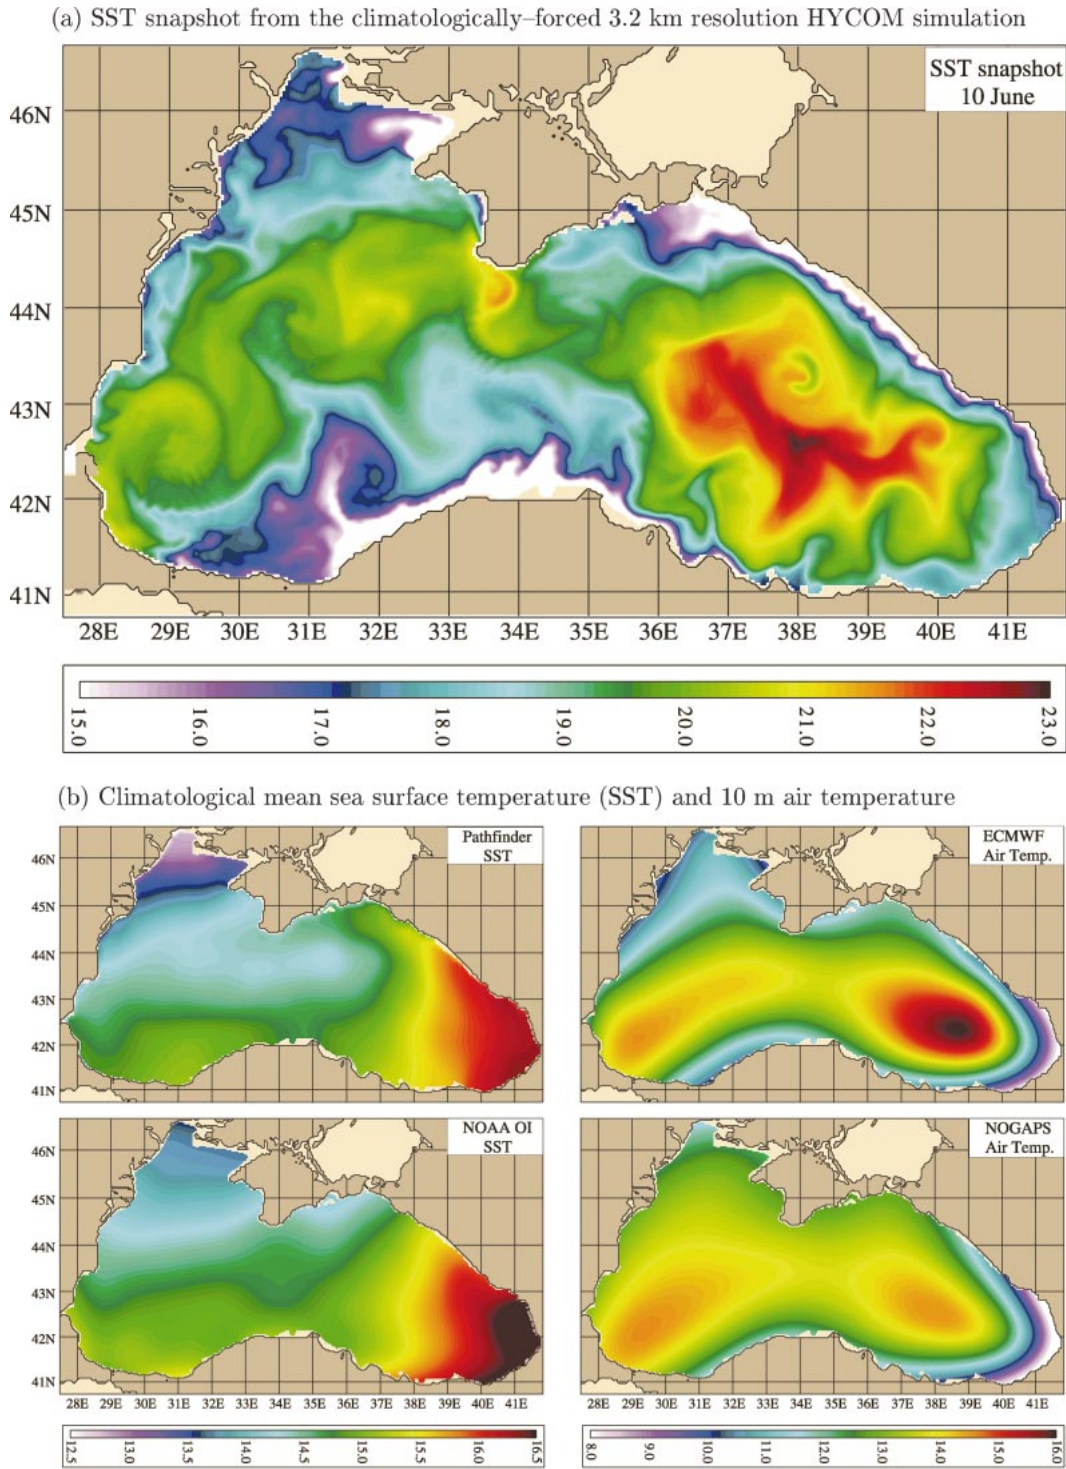 (a) SST snapshot from the climatologically–forced 3.2 km resolution HYCOM simulation
SST snapshot
10 June
46N
45N
44N
43N
42N
41N
28E 29E 30E 31E 32E 33E 34E 35E 36E 37E 38E 39E 40E 41E
15.0 16.0 17.0 18.0 19.0 20.0 21.0 22.0 23.0
(b) Climatological mean sea surface temperature (SST) and 10 m air temperature
Pathfinder
SST
46N
45N
44N
43N
42N
41N
ECMWF
Air Temp.
NOAA OI
SST
46N
45N
44N
43N
42N
41N
28E 29E 30E 31E 32E 33E 34E 35E 36E 37E 38E 39E 40E 41E
12.5 13.0 13.5 14.0 14.5 15.0 15.5 16.0 16.5
NOGAPS
Air Temp.
28E 29E 30E 31E 32E 33E 34E 35E 36E 37E 38E 39E 40E 41E
8.0 9.0 10.0 11.0 12.0 13.0 14.0 15.0 16.0